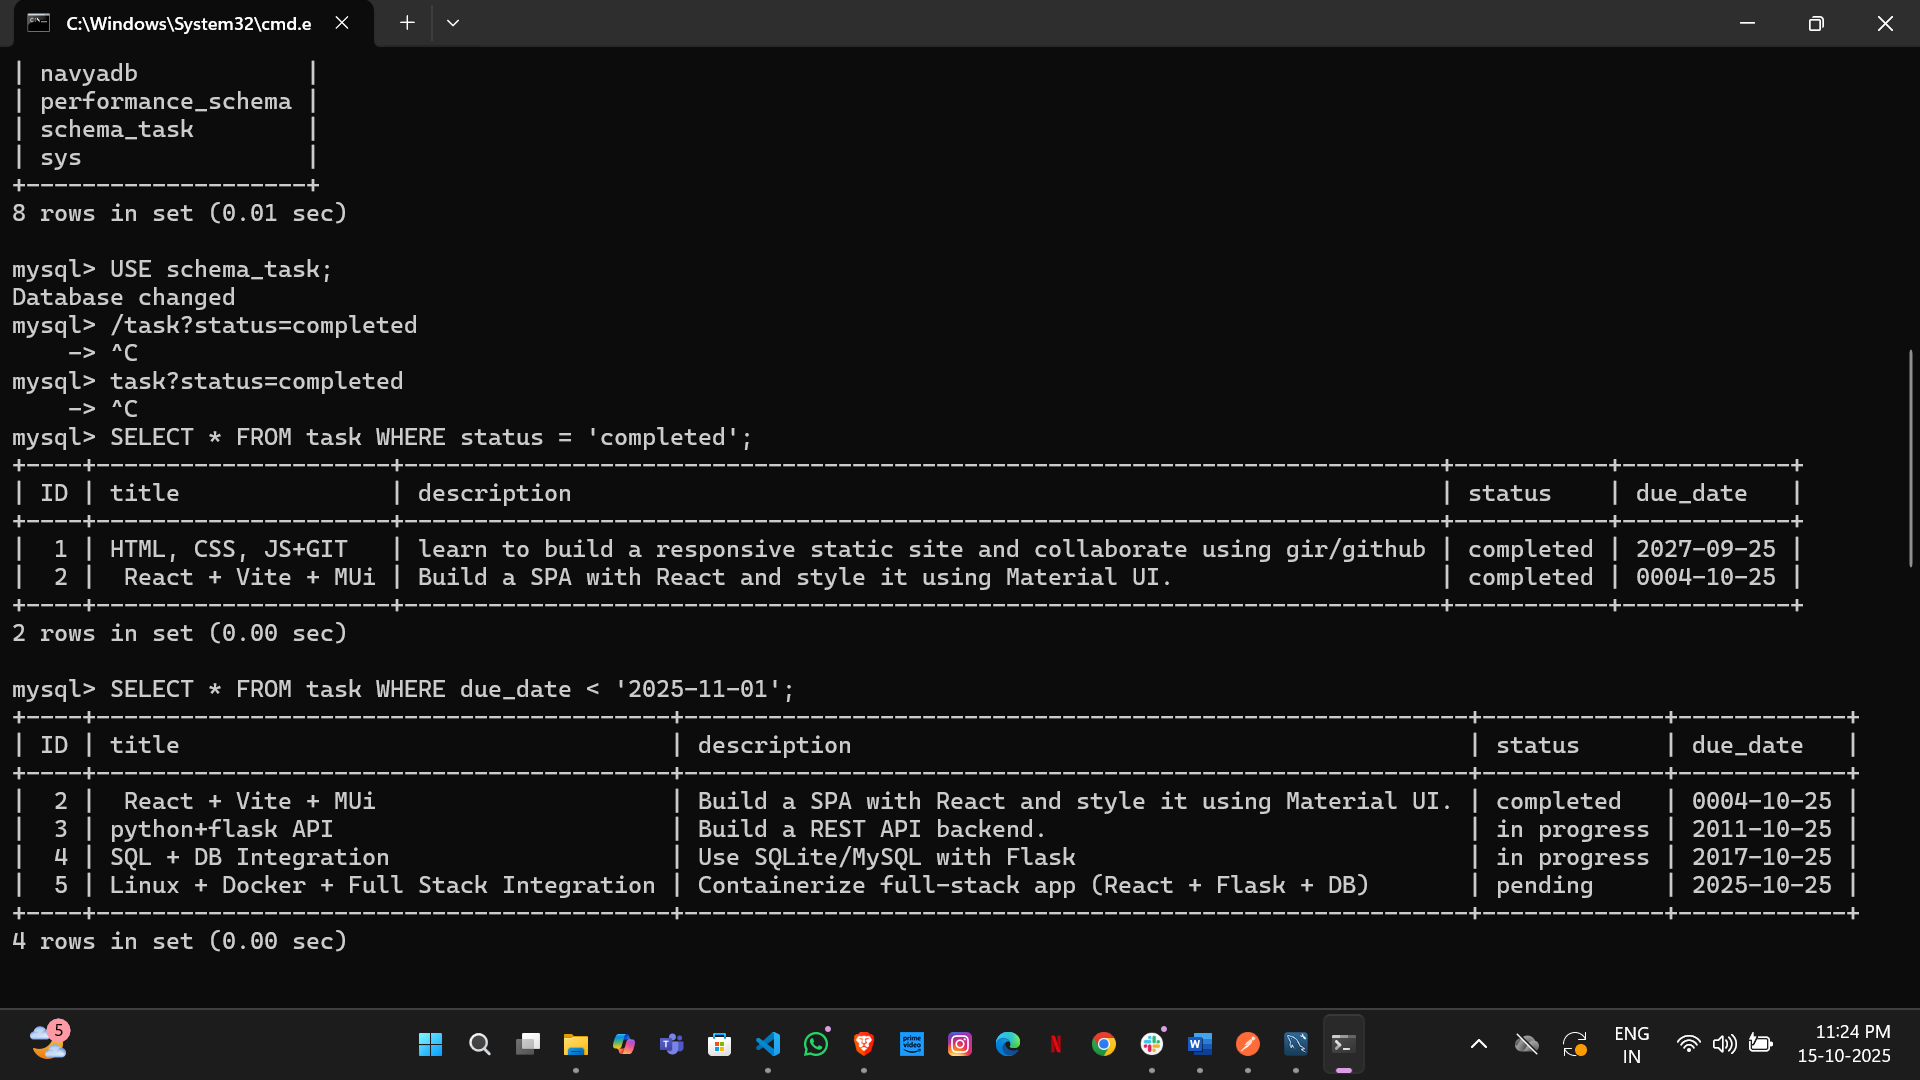 C:\Windows\System32\cmd.e
| navyadb            |
| performance_schema |
| schema_task        |
| sys                |
+--------------------+
8 rows in set (0.01 sec)
mysql> USE schema_task;
Database changed
mysql> /task?status=completed
    -> ^C
mysql> task?status=completed
    -> ^C
mysql> SELECT * FROM task WHERE status = 'completed';
+----+---------------------+--------------------------------------------------------------------------+-----------+------------+
| ID | title               | description                                                              | status    | due_date   |
+----+---------------------+--------------------------------------------------------------------------+-----------+------------+
|  1 | HTML, CSS, JS+GIT   | learn to build a responsive static site and collaborate using gir/github | completed | 2027-09-25 |
|  2 |  React + Vite + MUi | Build a SPA with React and style it using Material UI.                   | completed | 0004-10-25 |
+----+---------------------+--------------------------------------------------------------------------+-----------+------------+
2 rows in set (0.00 sec)
mysql> SELECT * FROM task WHERE due_date < '2025-11-01';
+----+-----------------------------------------+--------------------------------------------------------+-------------+------------+
| ID | title                                   | description                                            | status      | due_date   |
+----+-----------------------------------------+--------------------------------------------------------+-------------+------------+
|  2 |  React + Vite + MUi                     | Build a SPA with React and style it using Material UI. | completed   | 0004-10-25 |
|  3 | python+flask API                        | Build a REST API backend.                              | in progress | 2011-10-25 |
|  4 | SQL + DB Integration                    | Use SQLite/MySQL with Flask                            | in progress | 2017-10-25 |
|  5 | Linux + Docker + Full Stack Integration | Containerize full-stack app (React + Flask + DB)       | pending     | 2025-10-25 |
+----+-----------------------------------------+--------------------------------------------------------+-------------+------------+
4 rows in set (0.00 sec)
5
prime video
N
W
ENG
IN
11:24 PM
15-10-2025